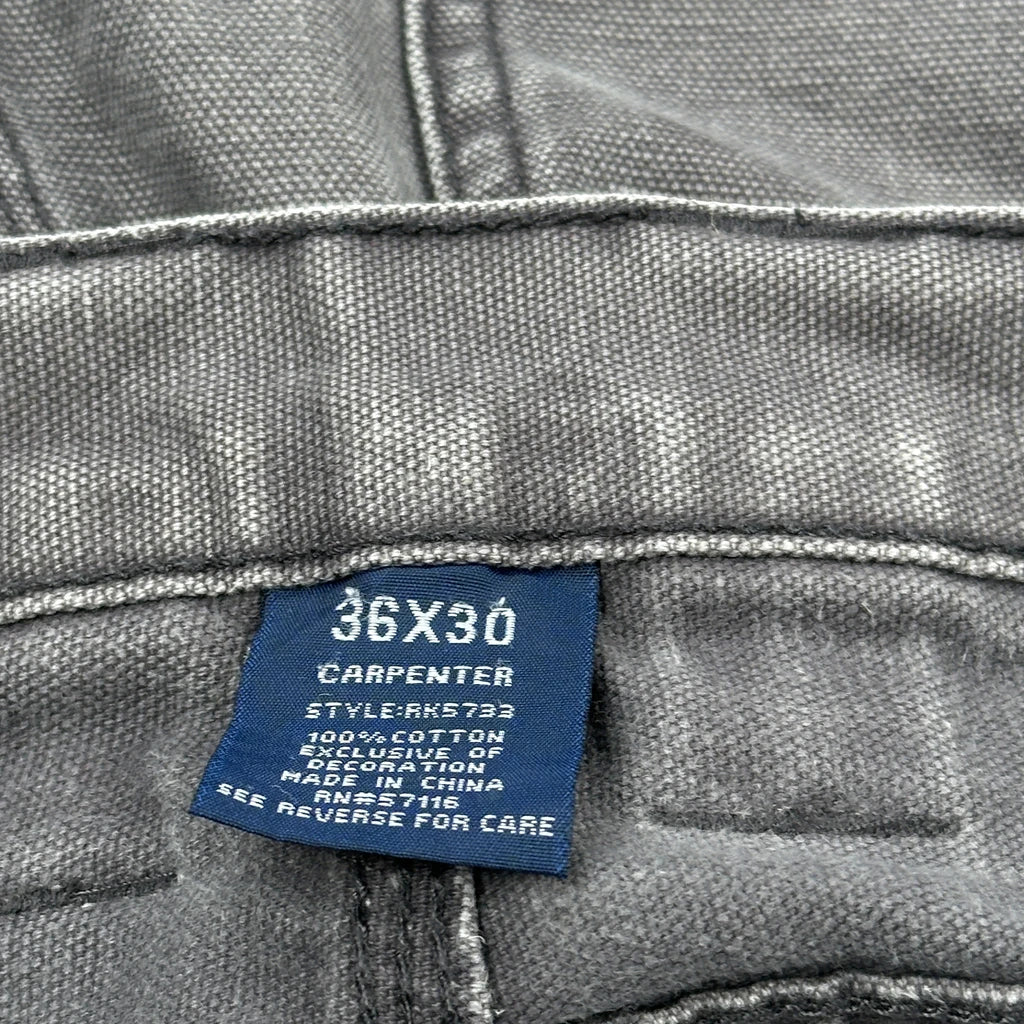 36X30
CARPENTER
STYLE:RK5733
100% COTTON
EXCLUSIVE OF
DECORATION
MADE IN CHINA
RN#57116
SEE REVERSE FOR CARE